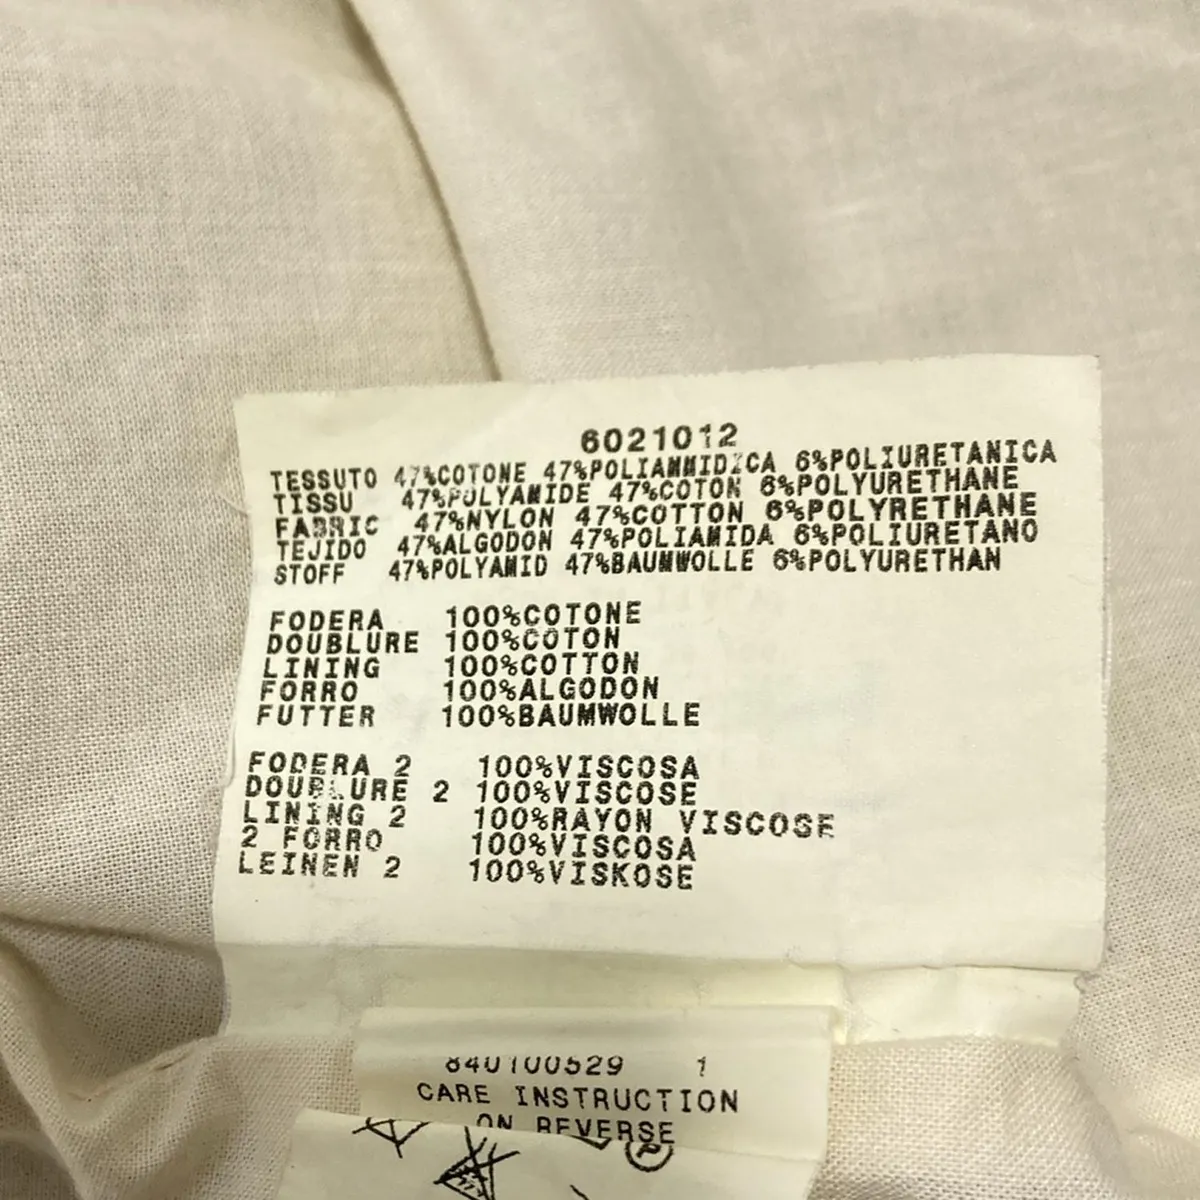 6021012
TESSUTO 47%COTONE 47%POLIAMMIDICA 6%POLIURETANICA
TISSU 47%POLYAMIDE 47%COTON 6%POLYURETHANE
FABRIC 47%NYLON 47%COTTON 6%POLYRETHANE
TEJIDO 47%ALGODON 47%POLIAMIDA 6%POLIURETANO
STOFF 47%POLYAMID 47%BAUMWOLLE 6%POLYURETHAN
FODERA 100%COTONE
DOUBLURE 100%COTON
LINING 100%COTTON
FORRO 100%ALGODON
FUTTER 100%BAUMWOLLE
FODERA 2 100%VISCOSA
DOUBLURE 2 100%VISCOSE
LINING 2 100%RAYON VISCOSE
2 FORRO 100%VISCOSA
LEINEN 2 100%VISKOSE
840100529 1
CARE INSTRUCTION
ON REVERSE
®